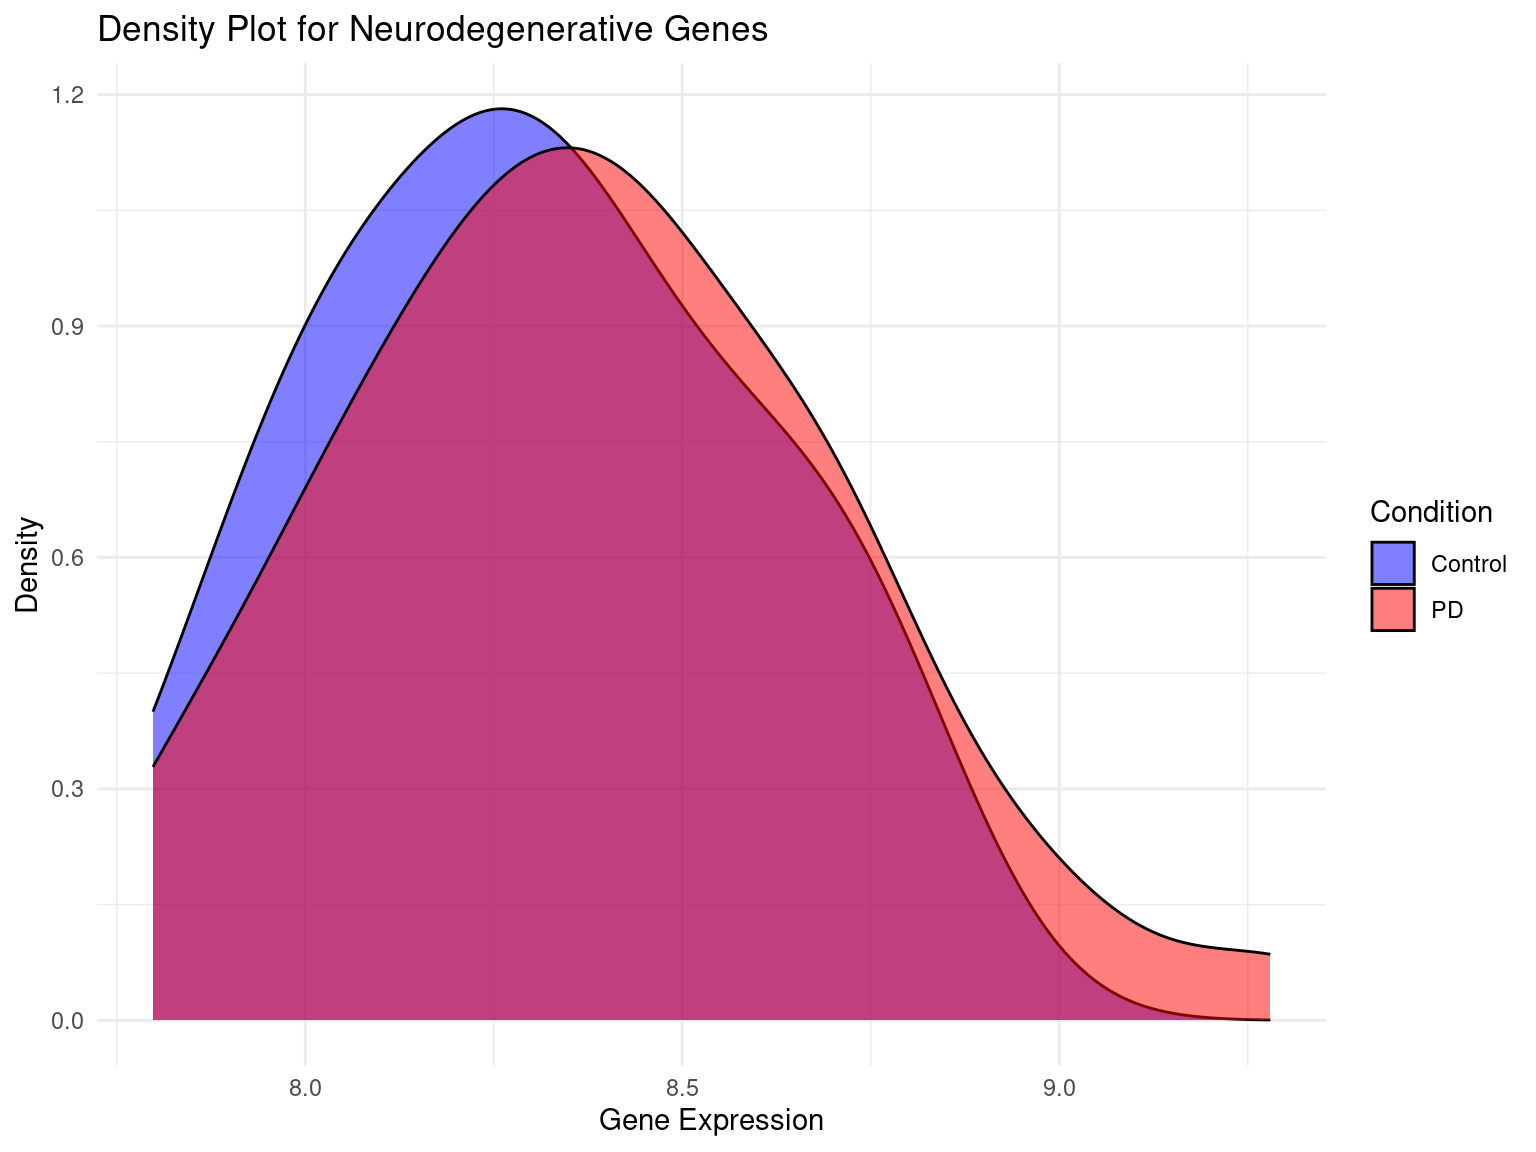 Density Plot for Neurodegenerative Genes
1.2
0.9
0.6
0.3
0.0
Density
8.0 8.5 9.0
Gene Expression
Condition
Control
PD